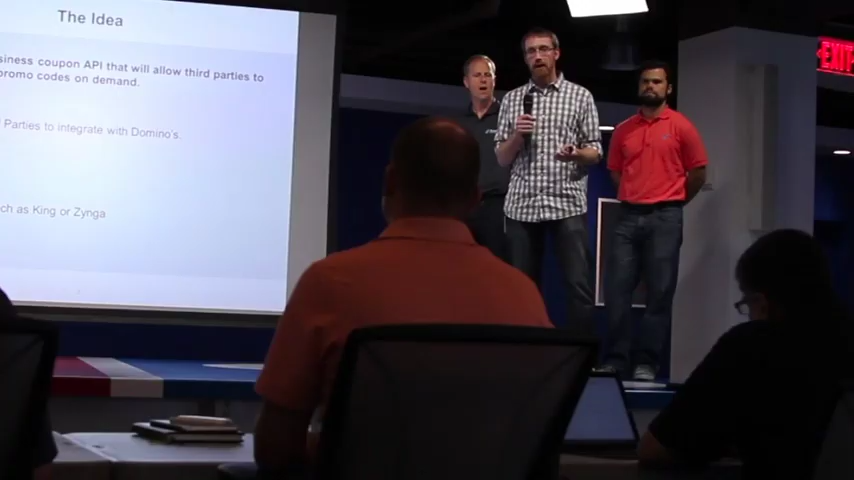 The Idea
siness coupon API that will allow third parties to
promo codes on demand.
Parties to integrate with Domino's.
ch as King or Zynga
EXIT